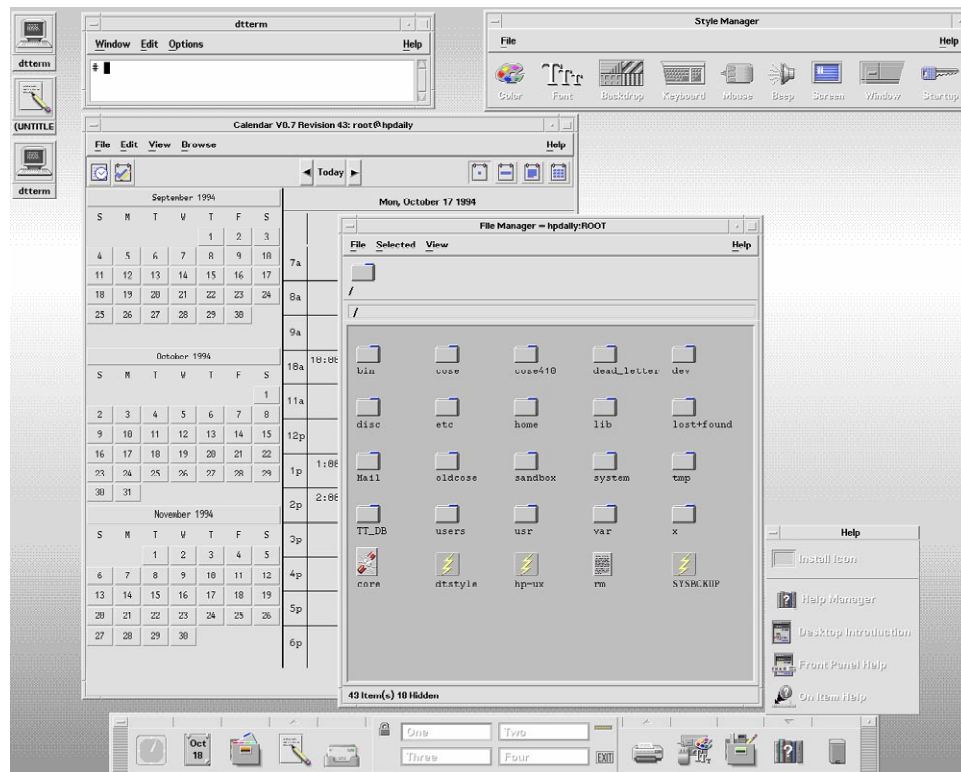 dtterm
Window Edit Options Help
#
dtterm
(UNTITLE
dtterm
Style Manager
File Help
Color Font Backdrop Keyboard Mouse Beep Screen Window Startup
Calendar V0.7 Revision 43: root@hpdaily
File Edit View Browse Help
Today
September 1994
S M T W T F S
1 2 3
4 5 6 7 8 9 10
11 12 13 14 15 16 17
18 19 20 21 22 23 24
25 26 27 28 29 30
October 1994
S M T W T F S
1
2 3 4 5 6 7 8
9 10 11 12 13 14 15
16 17 18 19 20 21 22
23 24 25 26 27 28 29
30 31
November 1994
S M T W T F S
1 2 3 4 5
6 7 8 9 10 11 12
13 14 15 16 17 18 19
20 21 22 23 24 25 26
27 28 29 30
Mon, October 17 1994
7a
8a
9a
10a 10:00
11a
12p
1p 1:00
2p 2:00
3p
4p
5p
6p
File Manager - hpdaily:ROOT
File Selected View Help
/
/
bin cose cose410 dead_letter dev
disc etc home lib lost+found
Mail oldcose sandbox system tmp
TT_DB users usr var x
core dtstyle hp-ux rm SYSBCKUP
49 Item(s) 10 Hidden
Help
Install Icon
Help Manager
Desktop Introduction
Front Panel Help
On Item Help
Oct
18
One Two
Three Four
EXIT